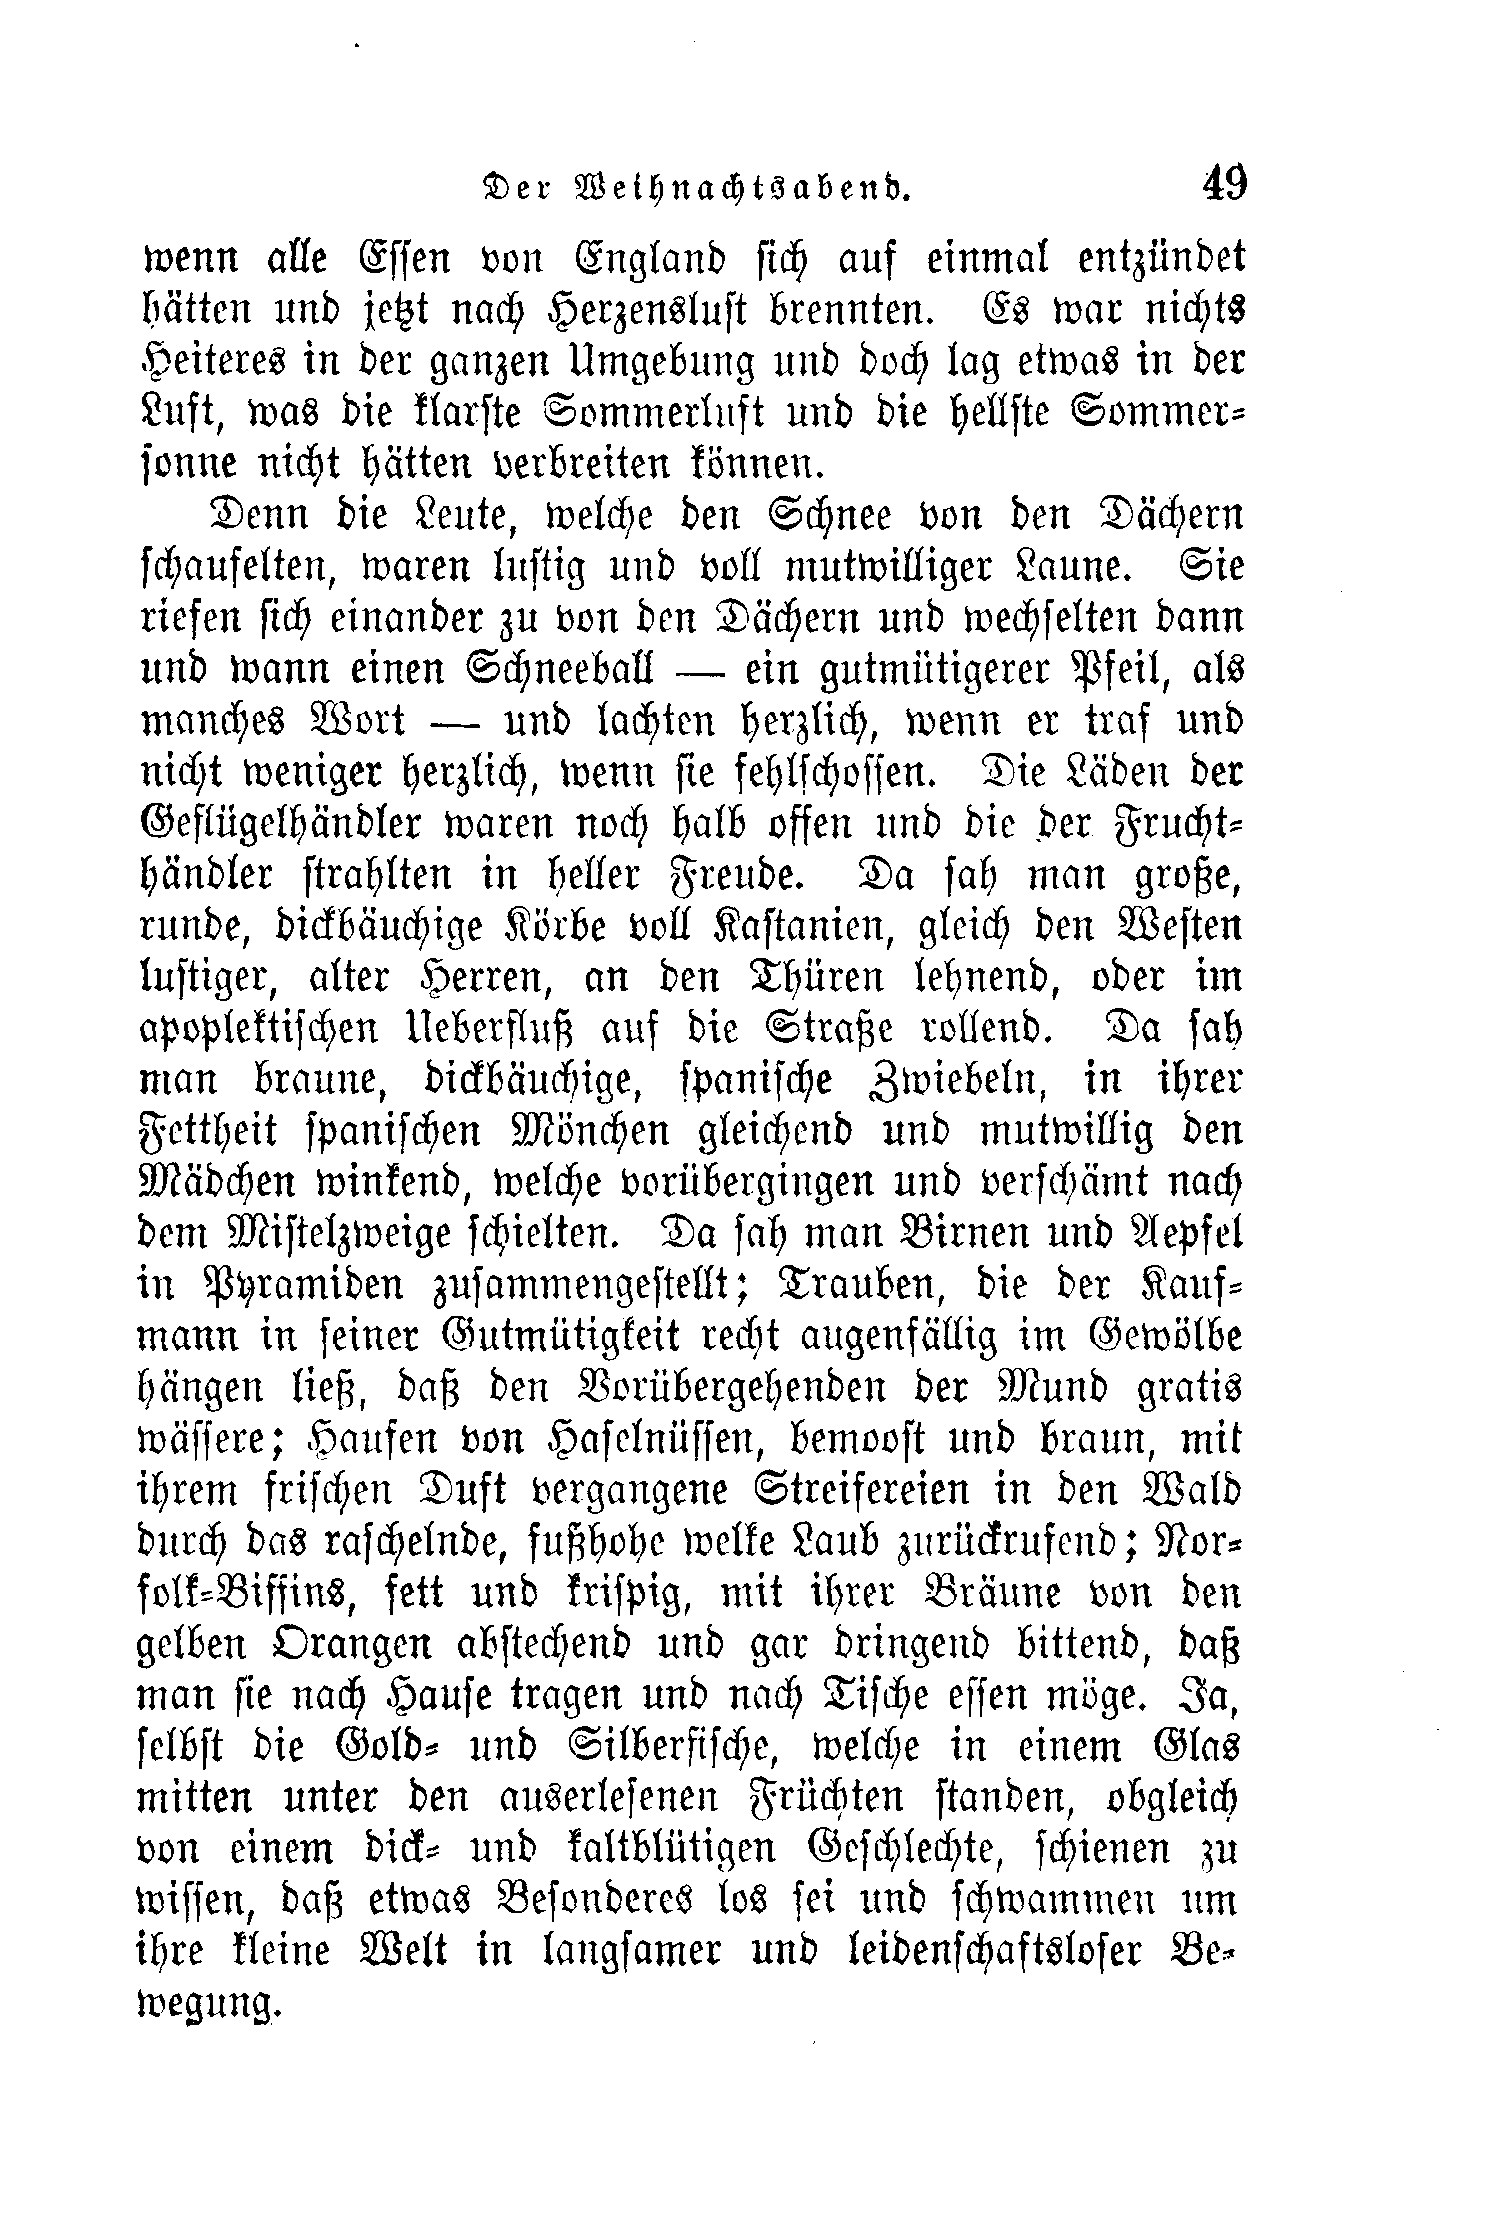 Der Weihnachtsabend. 49
wenn alle Essen von England sich auf einmal entzündet
hätten und jetzt nach Herzenslust brennten. Es war nichts
Heiteres in der ganzen Umgebung und doch lag etwas in der
Luft, was die klarste Sommerluft und die hellste Sommer-
sonne nicht hätten verbreiten können.
Denn die Leute, welche den Schnee von den Dächern
schaufelten, waren lustig und voll mutwilliger Laune. Sie
riefen sich einander zu von den Dächern und wechselten dann
und wann einen Schneeball — ein gutmütigerer Pfeil, als
manches Wort — und lachten herzlich, wenn er traf und
nicht weniger herzlich, wenn sie fehlschossen. Die Läden der
Geflügelhändler waren noch halb offen und die der Frucht-
händler strahlten in heller Freude. Da sah man große,
runde, dickbäuchige Körbe voll Kastanien, gleich den Westen
lustiger, alter Herren, an den Thüren lehnend, oder im
apoplektischen Ueberfluß auf die Straße rollend. Da sah
man braune, dickbäuchige, spanische Zwiebeln, in ihrer
Fettheit spanischen Mönchen gleichend und mutwillig den
Mädchen winkend, welche vorübergingen und verschämt nach
dem Mistelzweige schielten. Da sah man Birnen und Aepfel
in Pyramiden zusammengestellt; Trauben, die der Kauf-
mann in seiner Gutmütigkeit recht augenfällig im Gewölbe
hängen ließ, daß den Vorübergehenden der Mund gratis
wässere; Haufen von Haselnüssen, bemoost und braun, mit
ihrem frischen Duft vergangene Streifereien in den Wald
durch das raschelnde, fußhohe welke Laub zurückrufend; Nor-
folk-Biffins, fett und krispig, mit ihrer Bräune von den
gelben Orangen abstechend und gar dringend bittend, daß
man sie nach Hause tragen und nach Tische essen möge. Ja,
selbst die Gold- und Silberfische, welche in einem Glas
mitten unter den auserlesenen Früchten standen, obgleich
von einem dick- und kaltblütigen Geschlechte, schienen zu
wissen, daß etwas Besonderes los sei und schwammen um
ihre kleine Welt in langsamer und leidenschaftsloser Be-
wegung.